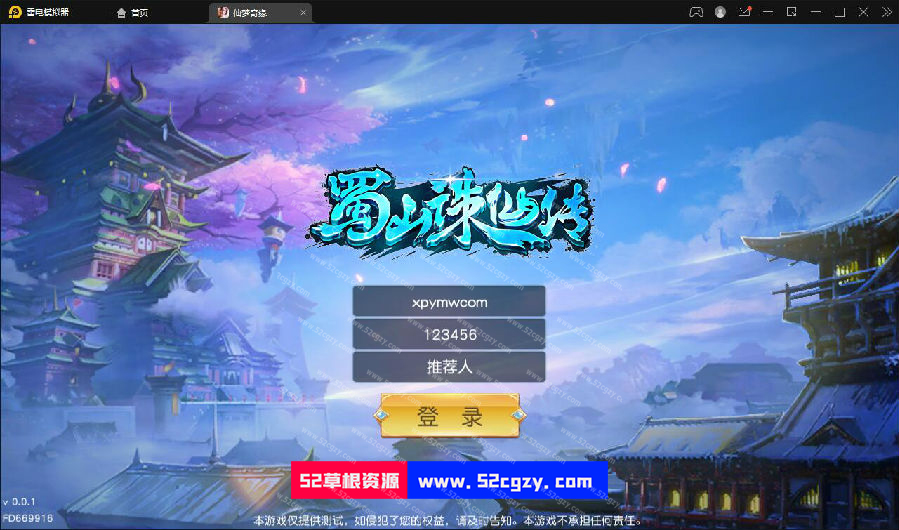 雷电模拟器 首页 仙梦奇缘
蜀山诛仙传
xpymwcom
123456
推荐人
登 录
52草根资源 www.52cgzy.com
v 0.0.1
FD669916
本游戏仅提供测试，如侵犯了您的权益，请及时告知。本游戏不承担任何责任。